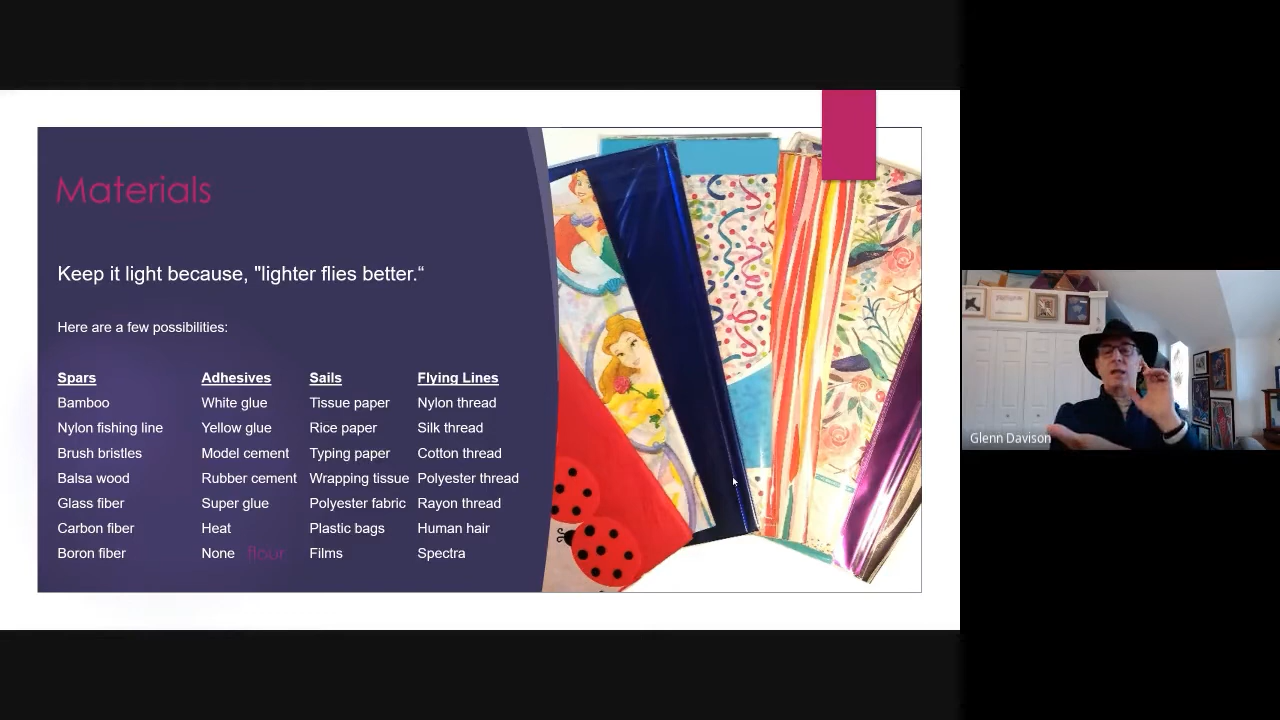 Materials
Keep it light because, "lighter flies better.“
Here are a few possibilities:
Spars Adhesives Sails Flying Lines
Bamboo White glue Tissue paper Nylon thread
Nylon fishing line Yellow glue Rice paper Silk thread
Brush bristles Model cement Typing paper Cotton thread
Balsa wood Rubber cement Wrapping tissue Polyester thread
Glass fiber Super glue Polyester fabric Rayon thread
Carbon fiber Heat Plastic bags Human hair
Boron fiber None flour Films Spectra
Glenn Davison